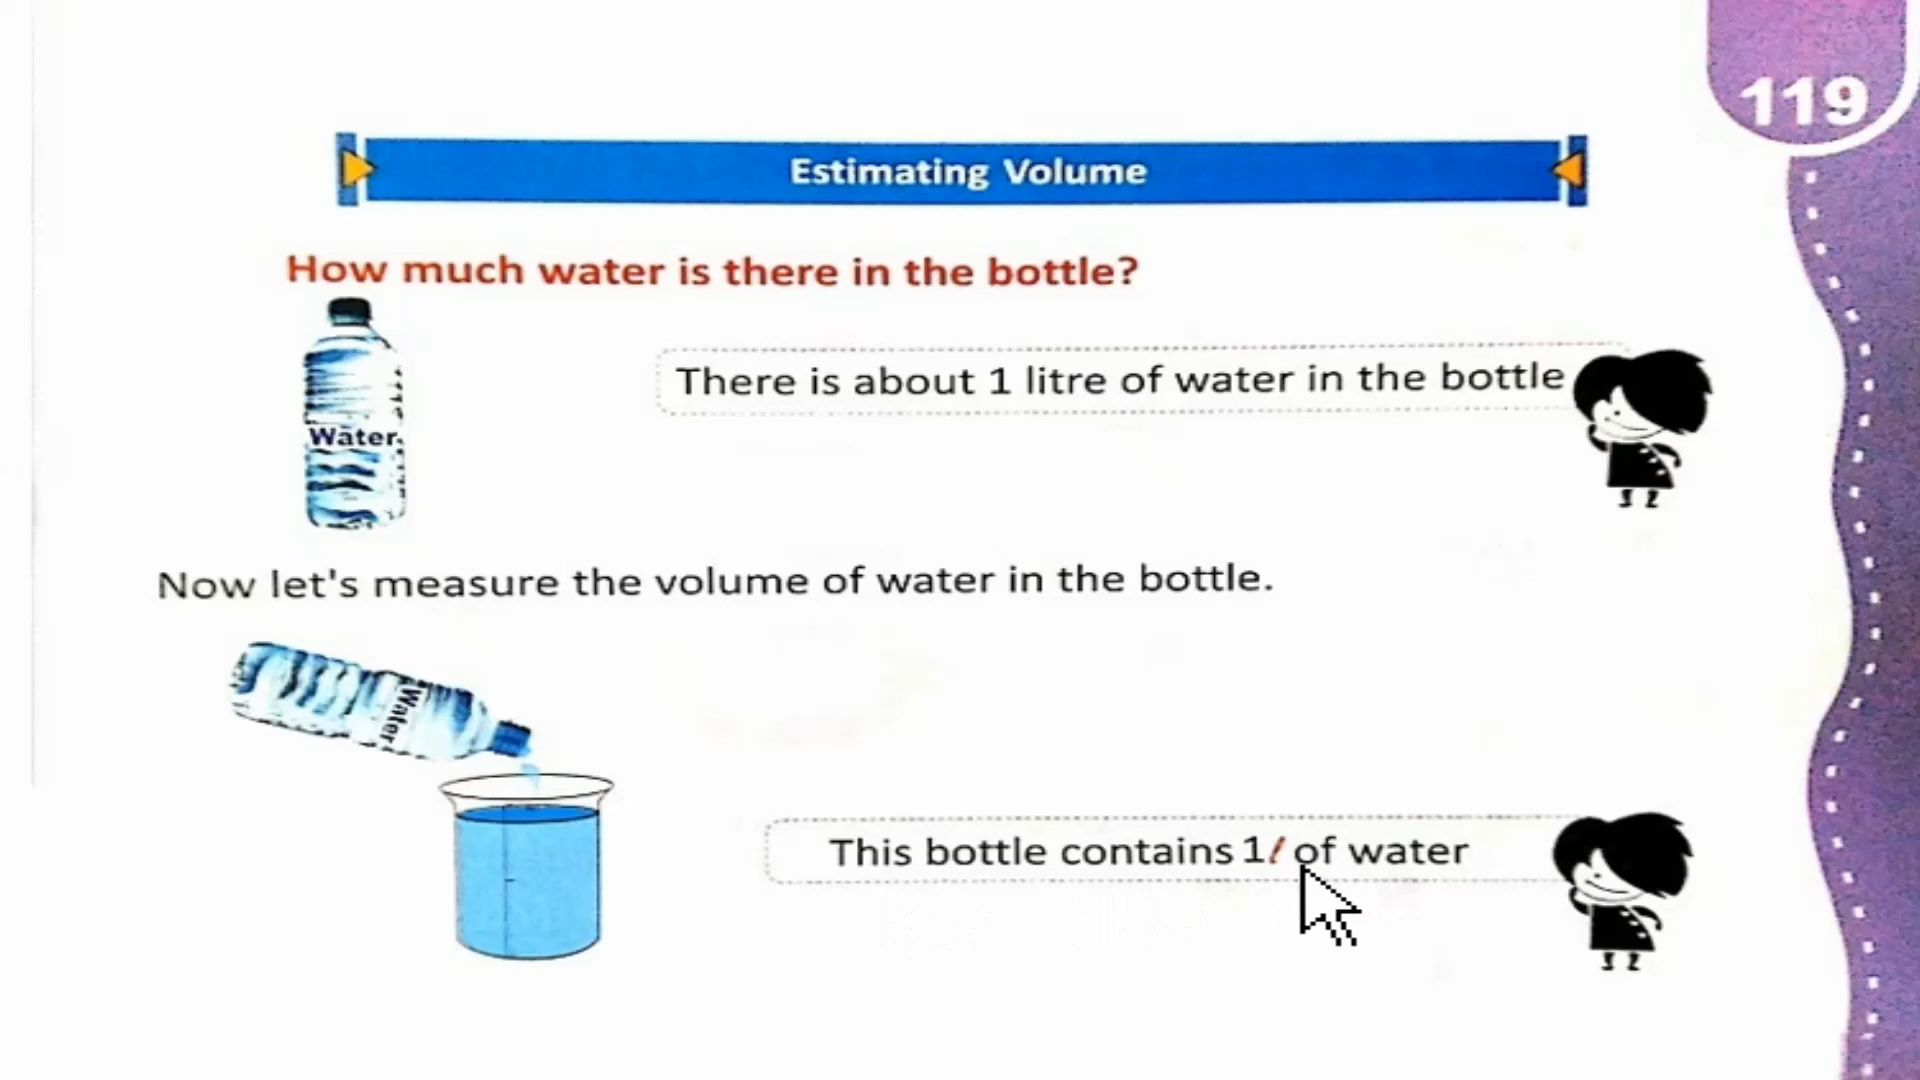 119
Estimating Volume
How much water is there in the bottle?
Water
There is about 1 litre of water in the bottle
Now let's measure the volume of water in the bottle.
Water
This bottle contains 1l of water